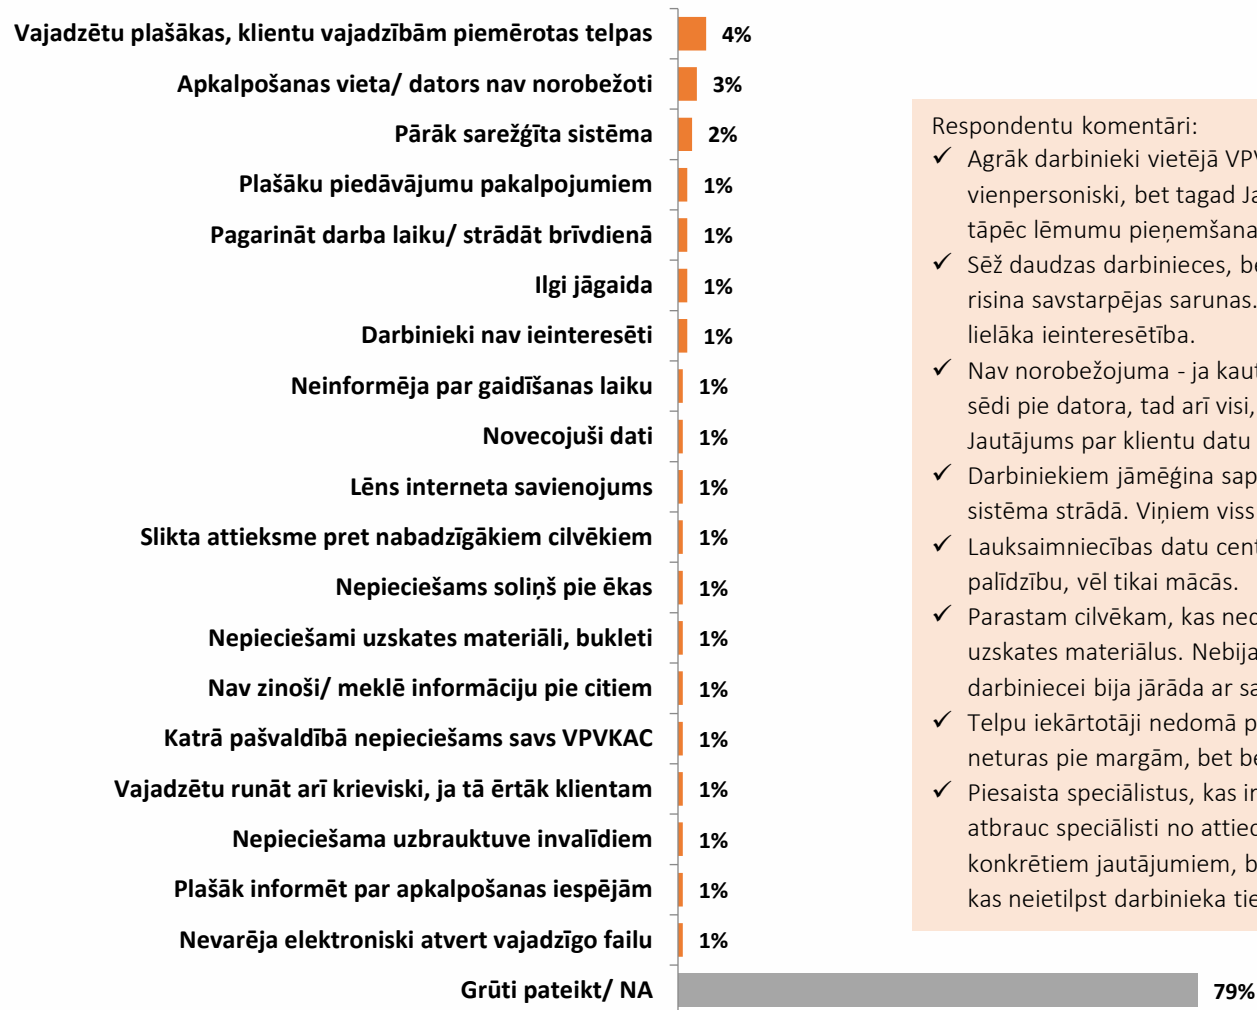 Vajadzētu plašākas, klientu vajadzībām piemērotas telpas 4%
Apkalpošanas vieta/ dators nav norobežoti 3%
Pārāk sarežģīta sistēma 2%
Plašāku piedāvājumu pakalpojumiem 1%
Pagarināt darba laiku/ strādāt brīvdienā 1%
Ilgi jāgaida 1%
Darbinieki nav ieinteresēti 1%
Neinformēja par gaidīšanas laiku 1%
Novecojuši dati 1%
Lēns interneta savienojums 1%
Slikta attieksme pret nabadzīgākiem cilvēkiem 1%
Nepieciešams soliņš pie ēkas 1%
Nepieciešami uzskates materiāli, bukleti 1%
Nav zinoši/ meklē informāciju pie citiem 1%
Katrā pašvaldībā nepieciešams savs VPVKAC 1%
Vajadzētu runāt arī krieviski, ja tā ērtāk klientam 1%
Nepieciešama uzbrauktuve invalīdiem 1%
Plašāk informēt par apkalpošanas iespējām 1%
Nevarēja elektroniski atvert vajadzīgo failu 1%
Grūti pateikt/ NA 79%
Respondentu komentāri:
✓ Agrāk darbinieki vietējā
vienpersoniski, bet tagad
tāpēc lēmumu pieņemšana
✓ Sēž daudzas darbinieces,
risina savstarpējas sarunas.
lielāka ieinteresētība.
✓ Nav norobežojuma - ja
sēdi pie datora, tad arī visi,
Jautājums par klientu datu
✓ Darbiniekiem jāmēģina
sistēma strādā. Viņiem viss
✓ Lauksaimniecības datu
palīdzību, vēl tikai mācās.
✓ Parastam cilvēkam, kas
uzskates materiālus. Nebija
darbiniecei bija jārāda ar
✓ Telpu iekārtotāji nedomā
neturas pie margām, bet
✓ Piesaista speciālistus, kas
atbrauc speciālisti no
konkrētiem jautājumiem,
kas neietilpst darbinieka